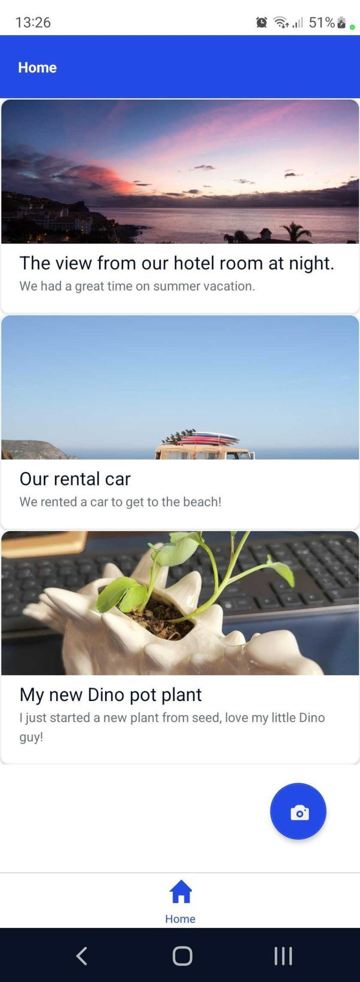 13:26
51%
Home
The view from our hotel room at night.
We had a great time on summer vacation.
Our rental car
We rented a car to get to the beach!
My new Dino pot plant
I just started a new plant from seed, love my little Dino
guy!
Home